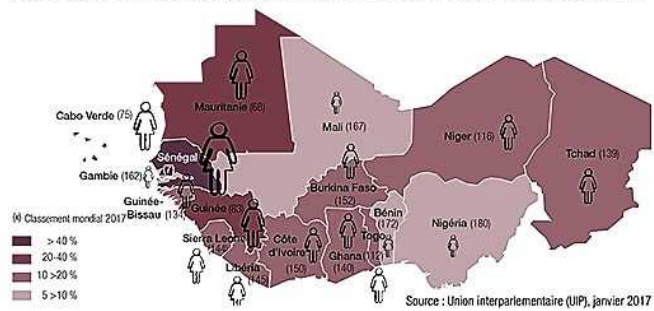 Mauritanie (68)
Cabo Verde (75)
Mali (167)
Niger (116)
Tchad (139)
Sénégal
Gambie (162)
Guinée-
Bissau (134)
Guinée (63)
Burkina Faso
(152)
Bénin
(172)
Nigéria (180)
Sierra Leone
Côte
d'Ivoire
(150)
Togo
(112)
Ghana
(140)
Libéria
(145)
(x) Classement mondial 2017
> 40 %
20-40 %
10 >20 %
5 >10 %
Source : Union interparlementaire (UIP), janvier 2017